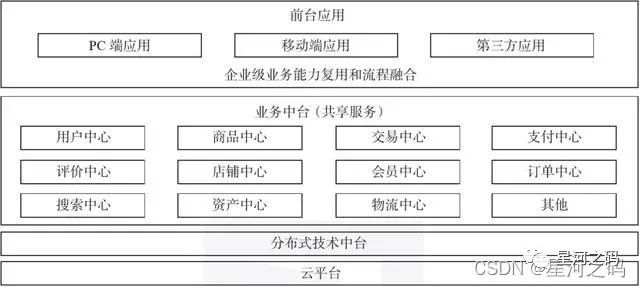 前台应用
PC 端应用 移动端应用 第三方应用
企业级业务能力复用和流程融合
业务中台（共享服务）
用户中心 商品中心 交易中心 支付中心
评价中心 店铺中心 会员中心 订单中心
搜索中心 资产中心 物流中心 其他
分布式技术中台
星河之码
云平台
CSDN @星河之码